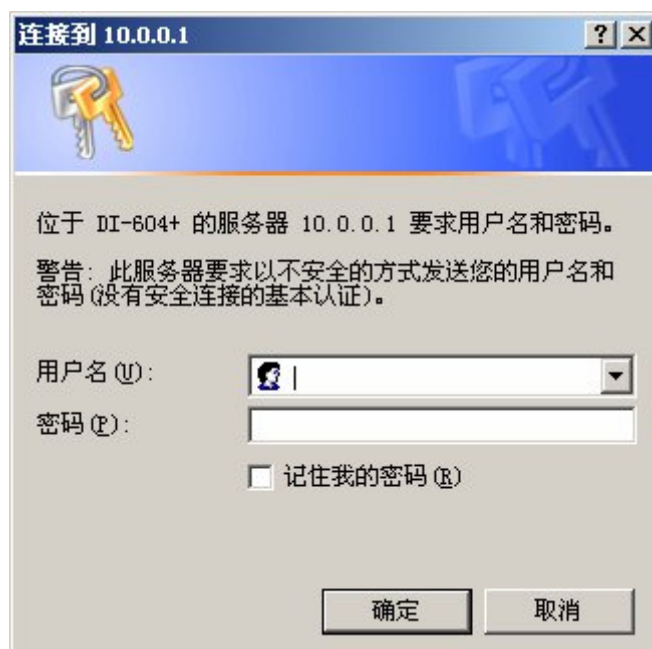 连接到 10.0.0.1
位于 DI-604+ 的服务器 10.0.0.1 要求用户名和密码。
警告: 此服务器要求以不安全的方式发送您的用户名和
密码(没有安全连接的基本认证)。
用户名(U):
密码(P):
记住我的密码(R)
确定 取消